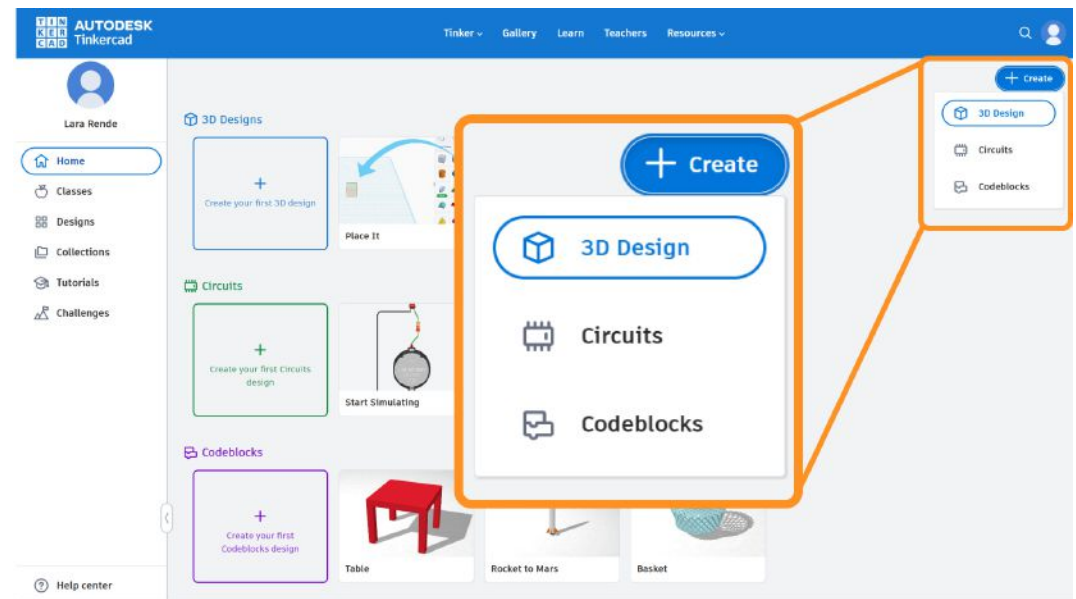 TIN
KER
CAD
AUTODESK
Tinkercad
Tinker
Gallery
Learn
Teachers
Resources
Lara Rende
Home
Classes
Designs
Collections
Tutorials
Challenges
Help center
3D Designs
+
Create your first 3D design
Place It
Circuits
+
Create your first Circuits
design
Start Simulating
Codeblocks
+
Create your first
Codeblocks design
Table
Rocket to Mars
Basket
+ Create
3D Design
Circuits
Codeblocks
+ Create
3D Design
Circuits
Codeblocks